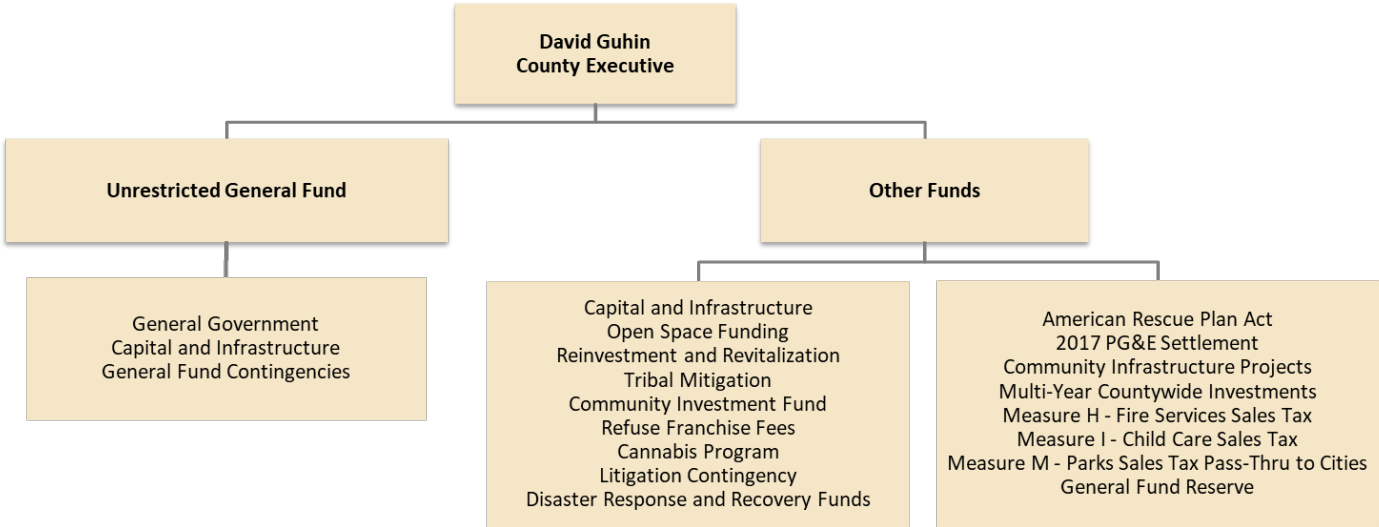 David Guhin
County Executive
Unrestricted General Fund
Other Funds
General Government
Capital and Infrastructure
General Fund Contingencies
Capital and Infrastructure
Open Space Funding
Reinvestment and Revitalization
Tribal Mitigation
Community Investment Fund
Refuse Franchise Fees
Cannabis Program
Litigation Contingency
Disaster Response and Recovery Funds
American Rescue Plan Act
2017 PG&E Settlement
Community Infrastructure Projects
Multi-Year Countywide Investments
Measure H - Fire Services Sales Tax
Measure I - Child Care Sales Tax
Measure M - Parks Sales Tax Pass-Thru to Cities
General Fund Reserve